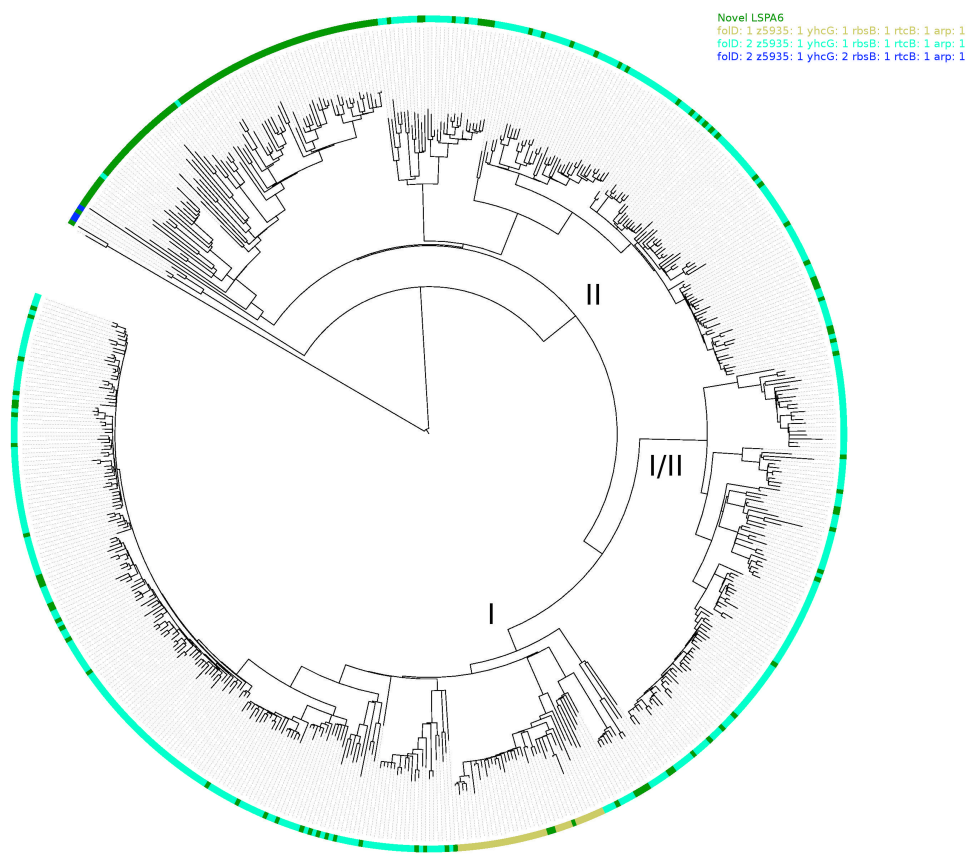 Novel LSPA6
folD: 1 z5935: 1 yhcG: 1 rbsB: 1 rtcB: 1 arp: 1
folD: 2 z5935: 1 yhcG: 1 rbsB: 1 rtcB: 1 arp: 1
folD: 2 z5935: 1 yhcG: 2 rbsB: 1 rtcB: 1 arp: 1
II
I/II
I